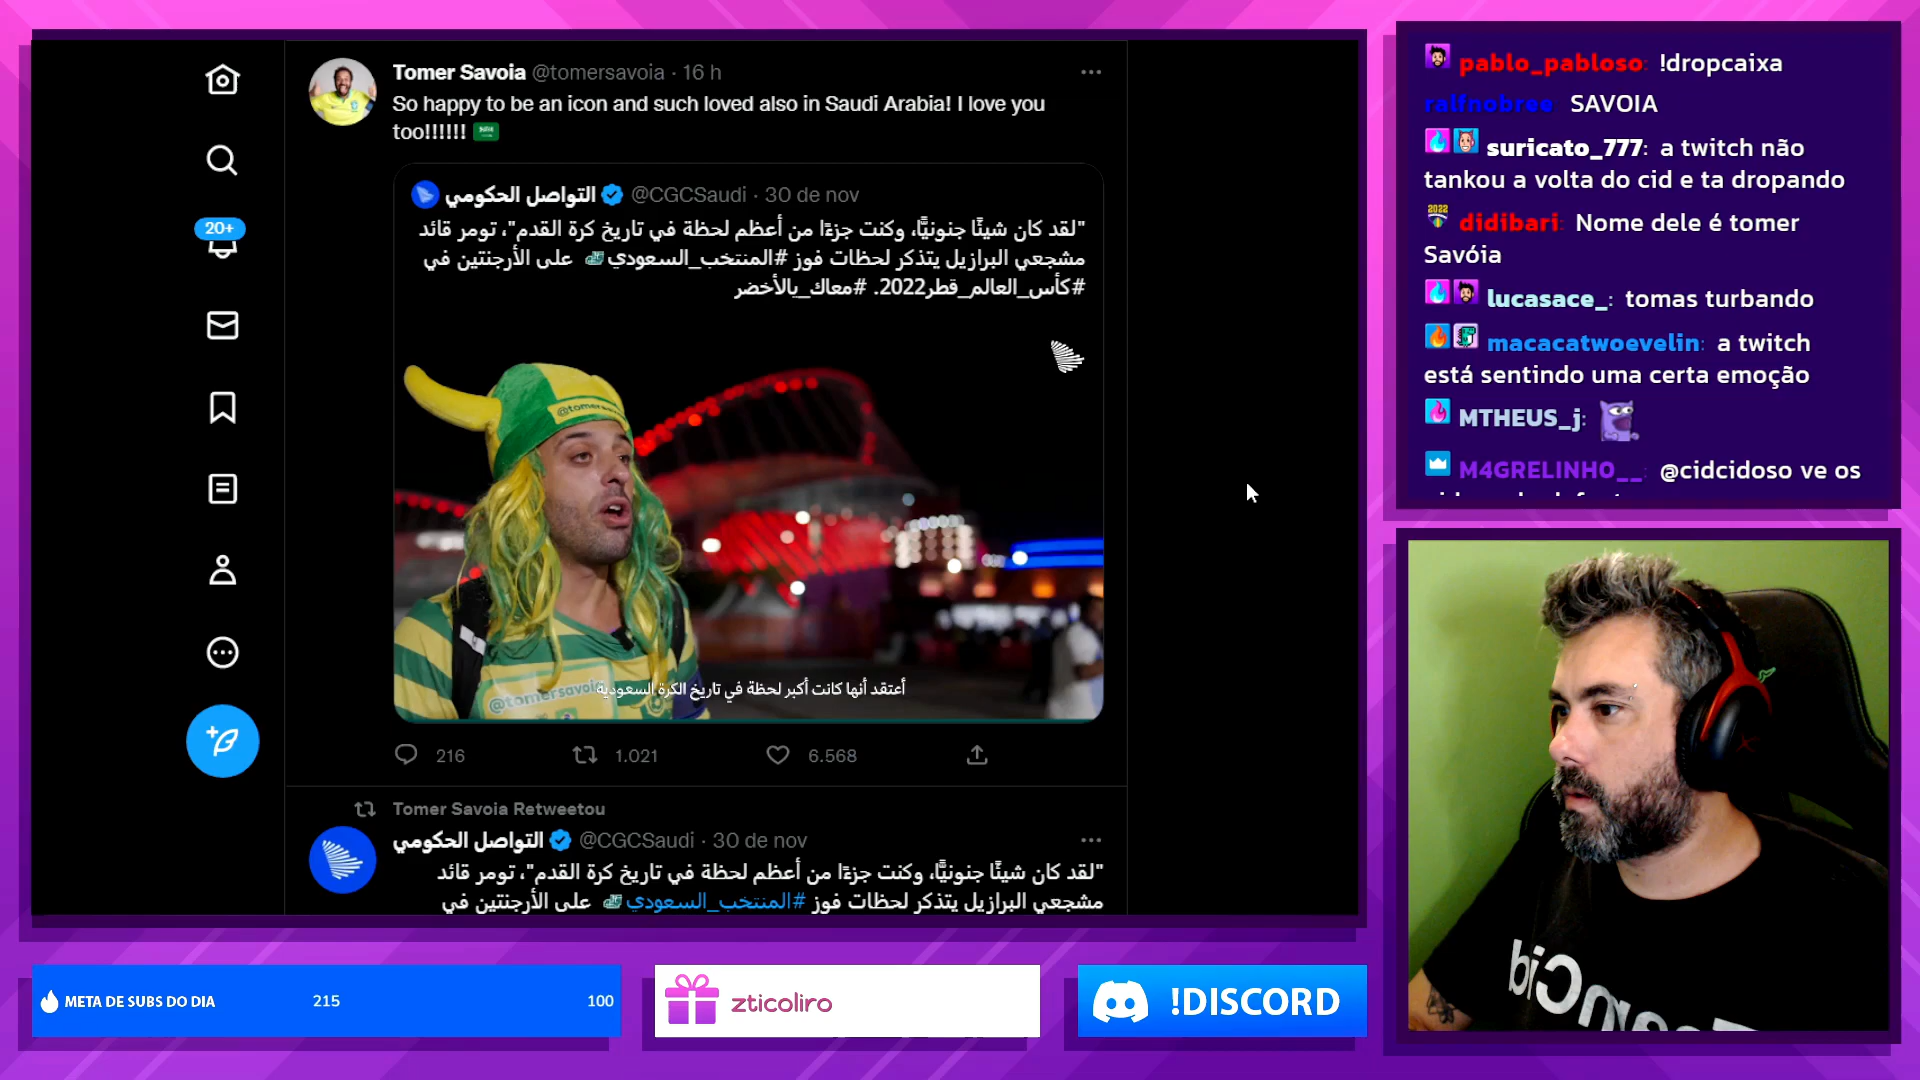 Tomer Savoia @tomersavoia · 16 h
So happy to be an icon and such loved also in Saudi Arabia! I love you
too!!!!!!
التواصل الحكومي @CGCSaudi · 30 de nov
"لقد كان شيئًا جنونيًّا، وكنت جزءًا من أعظم لحظة في تاريخ كرة القدم"، تومر قائد
مشجعي البرازيل يتذكر لحظات فوز #المنتخب_السعودي على الأرجنتين في
#كأس_العالم_قطر2022. #معاك_يالأخضر
@tomersavoia
أعتقد أنها كانت أكبر لحظة في تاريخ الكرة السعودية
216
1.021
6.568
Tomer Savoia Retweetou
التواصل الحكومي @CGCSaudi · 30 de nov
"لقد كان شيئًا جنونيًّا، وكنت جزءًا من أعظم لحظة في تاريخ كرة القدم"، تومر قائد
مشجعي البرازيل يتذكر لحظات فوز #المنتخب_السعودي على الأرجنتين في
20+
pablo_pabloso: !dropcaixa
ralfnobree SAVOIA
suricato_777: a twitch não
tankou a volta do cid e ta dropando
didibari: Nome dele é tomer
Savóia
lucasace_: tomas turbando
macacatwoevelin: a twitch
está sentindo uma certa emoção
MTHEUS_j:
M4GRELINHO__: @cidcidoso ve os
META DE SUBS DO DIA 215 100
zticoliro
!DISCORD